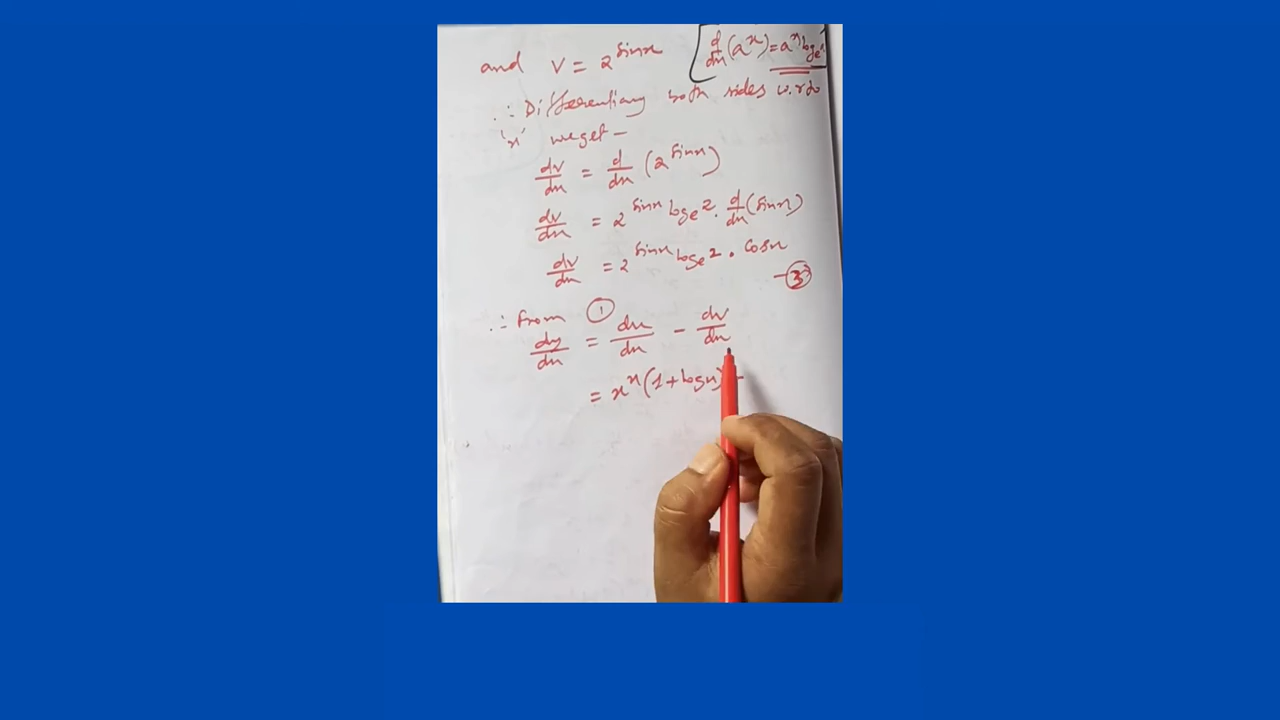 and v = 2^sinx [d/dx (a^x) = a^x log_e
∴ Differentiang both sides w.r.to
'x' we get –
dv/dx = d/dx (2^sinx)
dv/dx = 2^sinx log_e 2 . d/dx (sinx)
dv/dx = 2^sinx log_e 2 . cosx – ③
∴ From ①
dy/dx = du/dx – dv/dx
= x^x (1 + logx) –